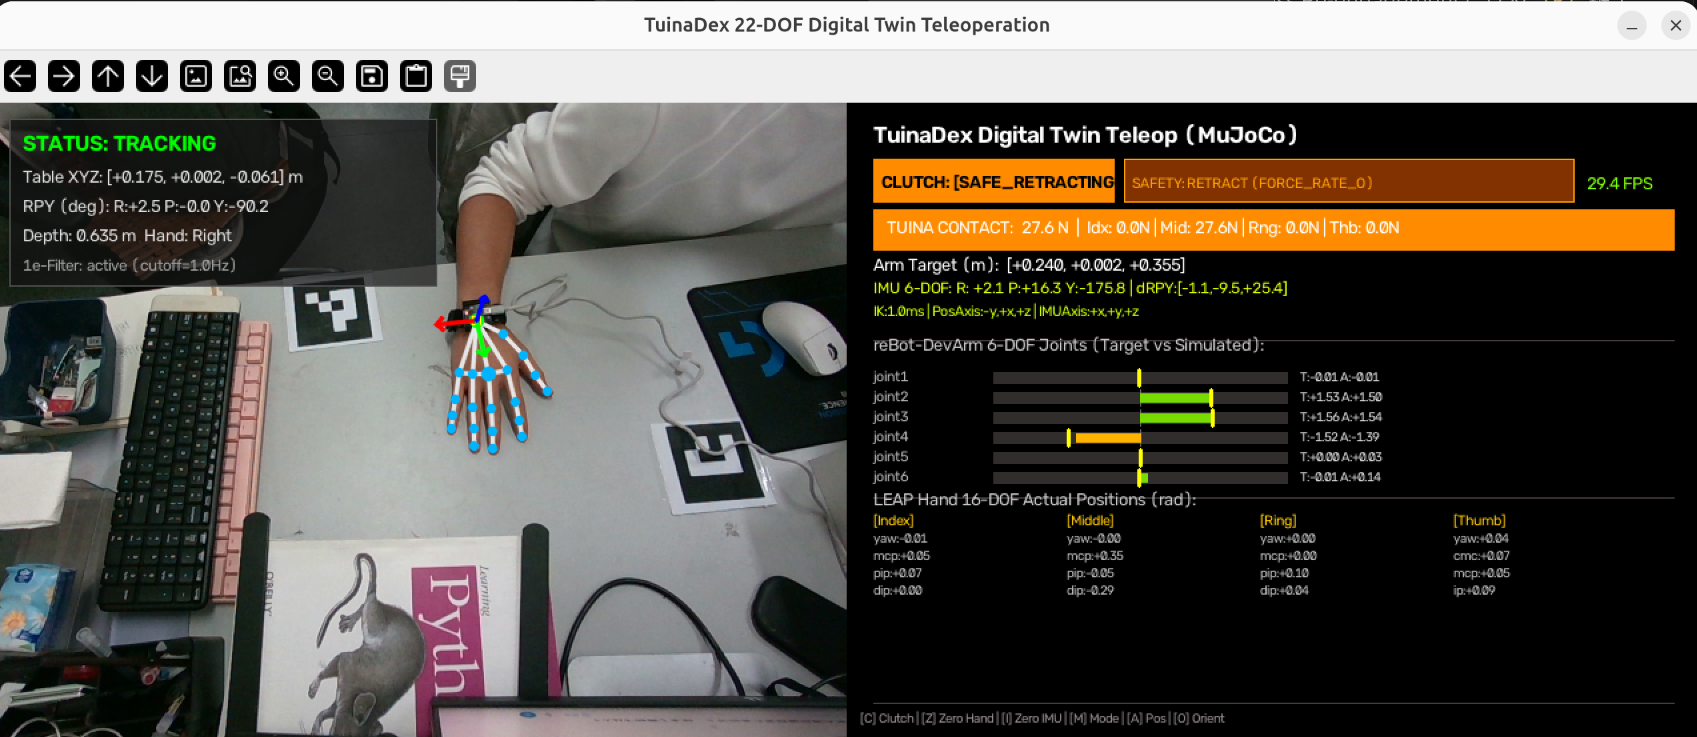 TuinaDex 22-DOF Digital Twin Teleoperation
STATUS: TRACKING
Table XYZ: [+0.175, +0.002, -0.061] m
RPY (deg): R:+2.5 P:-0.0 Y:-90.2
Depth: 0.635 m  Hand: Right
1e-Filter: active (cutoff=1.0Hz)
O'REILLY
Learning
Pyth
TuinaDex Digital Twin Teleop (MuJoCo)
CLUTCH: [SAFE_RETRACTING
SAFETY: RETRACT (FORCE_RATE_0)
29.4 FPS
TUINA CONTACT:  27.6 N | Idx: 0.0N | Mid: 27.6N | Rng: 0.0N | Thb: 0.0N
Arm Target (m):  [+0.240, +0.002, +0.355]
IMU 6-DOF: R: +2.1 P:+16.3 Y:-175.8 | dRPY:[-1.1,-9.5,+25.4]
IK:1.0ms | PosAxis:-y,+x,+z | IMUAxis:+x,+y,+z
reBot-DevArm 6-DOF Joints (Target vs Simulated):
joint1 T:-0.01 A:-0.01
joint2 T:+1.53 A:+1.50
joint3 T:+1.56 A:+1.54
joint4 T:-1.52 A:-1.39
joint5 T:+0.00 A:+0.03
joint6 T:-0.01 A:+0.14
LEAP Hand 16-DOF Actual Positions (rad):
[Index] [Middle] [Ring] [Thumb]
yaw:-0.01 yaw:-0.00 yaw:+0.00 yaw:+0.04
mcp:+0.05 mcp:+0.35 mcp:+0.00 cmc:+0.07
pip:+0.07 pip:-0.05 pip:+0.10 mcp:+0.05
dip:+0.00 dip:-0.29 dip:+0.04 ip:+0.09
[C] Clutch | [Z] Zero Hand | [I] Zero IMU | [M] Mode | [A] Pos | [O] Orient